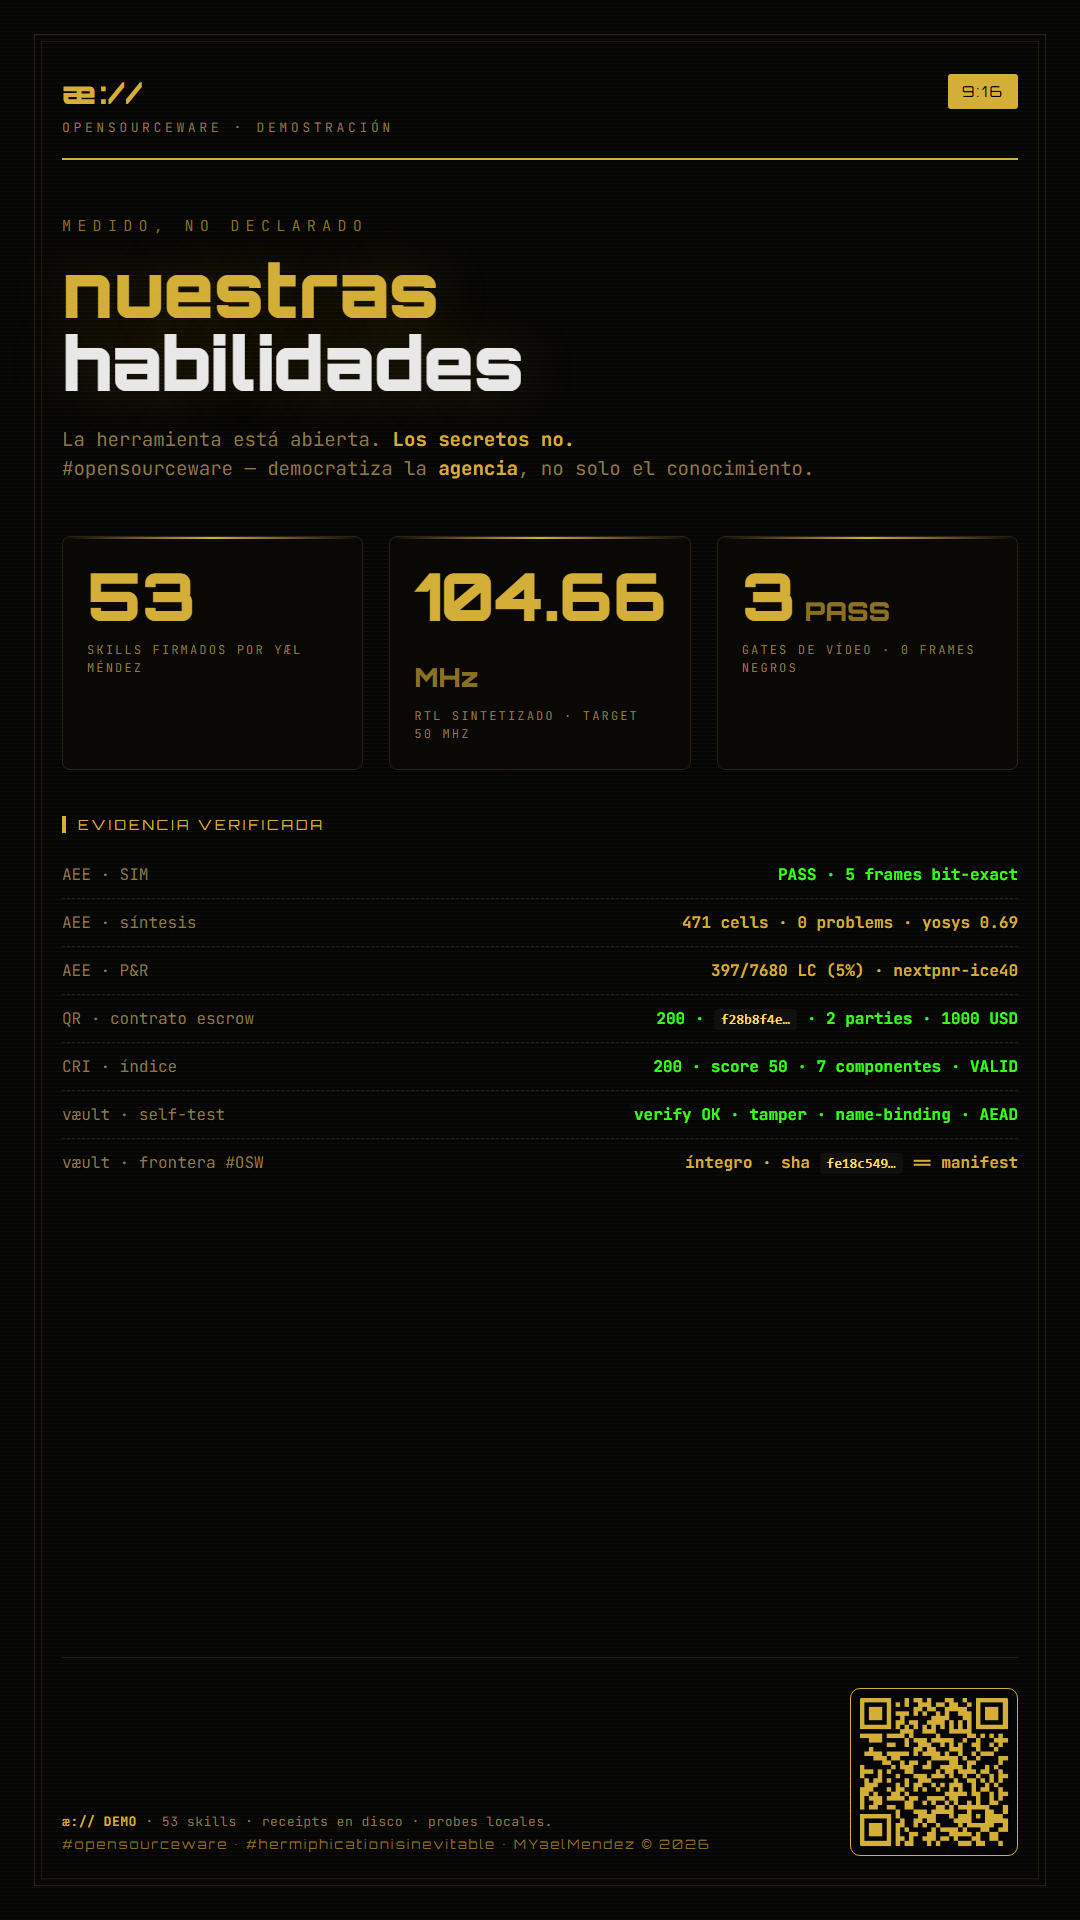 æ://
9:16
OPENSOURCEWARE · DEMOSTRACIÓN
MEDIDO, NO DECLARADO
nuestras
habilidades
La herramienta está abierta. Los secretos no.
#opensourceware — democratiza la agencia, no solo el conocimiento.
53
SKILLS FIRMADOS POR YÆL
MÉNDEZ
104.66
MHz
RTL SINTETIZADO · TARGET
50 MHZ
3 PASS
GATES DE VÍDEO · 0 FRAMES
NEGROS
EVIDENCIA VERIFICADA
AEE · SIM PASS · 5 frames bit-exact
AEE · síntesis 471 cells · 0 problems · yosys 0.69
AEE · P&R 397/7680 LC (5%) · nextpnr-ice40
QR · contrato escrow 200 · f28b8f4e… · 2 parties · 1000 USD
CRI · índice 200 · score 50 · 7 componentes · VALID
væult · self-test verify OK · tamper · name-binding · AEAD
væult · frontera #OSW íntegro · sha fe18c549… == manifest
æ:// DEMO · 53 skills · receipts en disco · probes locales.
#opensourceware · #hermiphicationisinevitable · MYaelMendez © 2026